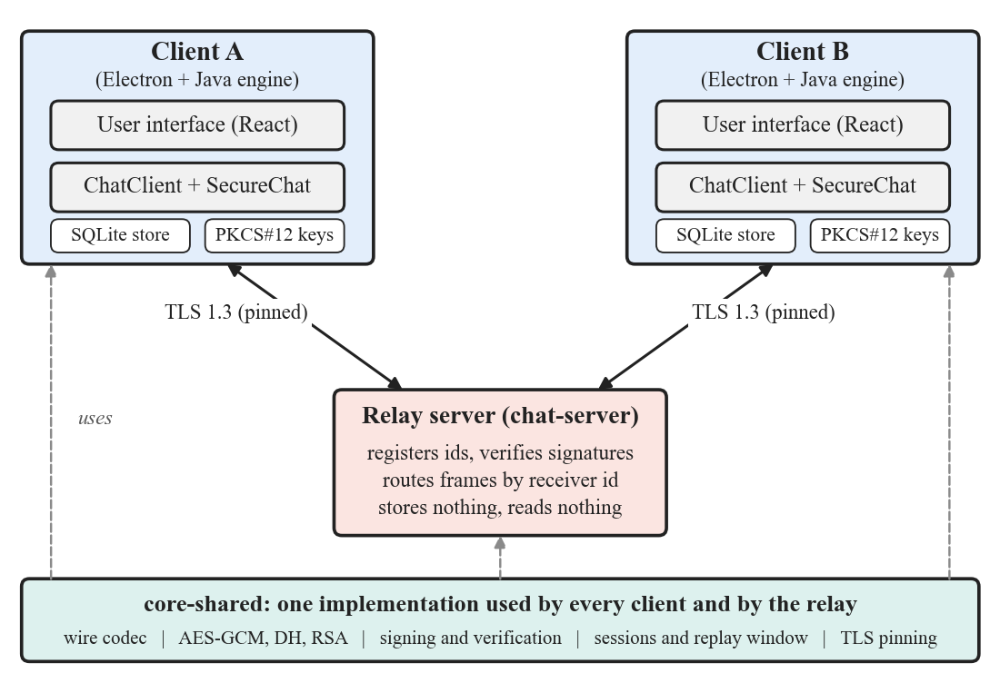 Client A
(Electron + Java engine)
User interface (React)
ChatClient + SecureChat
SQLite store
PKCS#12 keys
Client B
(Electron + Java engine)
User interface (React)
ChatClient + SecureChat
SQLite store
PKCS#12 keys
TLS 1.3 (pinned)
TLS 1.3 (pinned)
uses
Relay server (chat-server)
registers ids, verifies signatures
routes frames by receiver id
stores nothing, reads nothing
core-shared: one implementation used by every client and by the relay
wire codec | AES-GCM, DH, RSA | signing and verification | sessions and replay window | TLS pinning